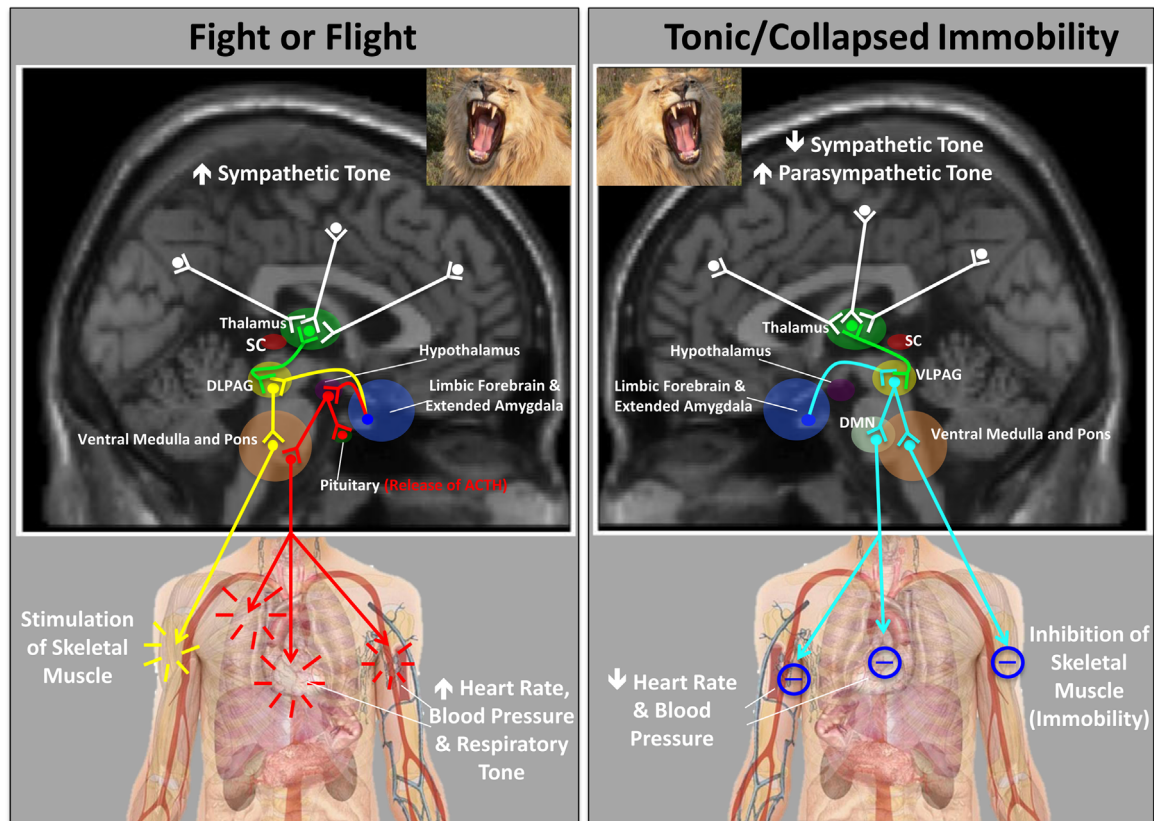 Fight or Flight
Sympathetic Tone
Thalamus
SC
Hypothalamus
DLPAG
Limbic Forebrain &
Extended Amygdala
Ventral Medulla and Pons
Pituitary (Release of ACTH)
Stimulation
of Skeletal
Muscle
Heart Rate,
Blood Pressure
& Respiratory
Tone
Tonic/Collapsed Immobility
Sympathetic Tone
Parasympathetic Tone
Thalamus
SC
Hypothalamus
VLPAG
Limbic Forebrain &
Extended Amygdala
DMN
Ventral Medulla and Pons
Heart Rate
& Blood
Pressure
Inhibition of
Skeletal
Muscle
(Immobility)